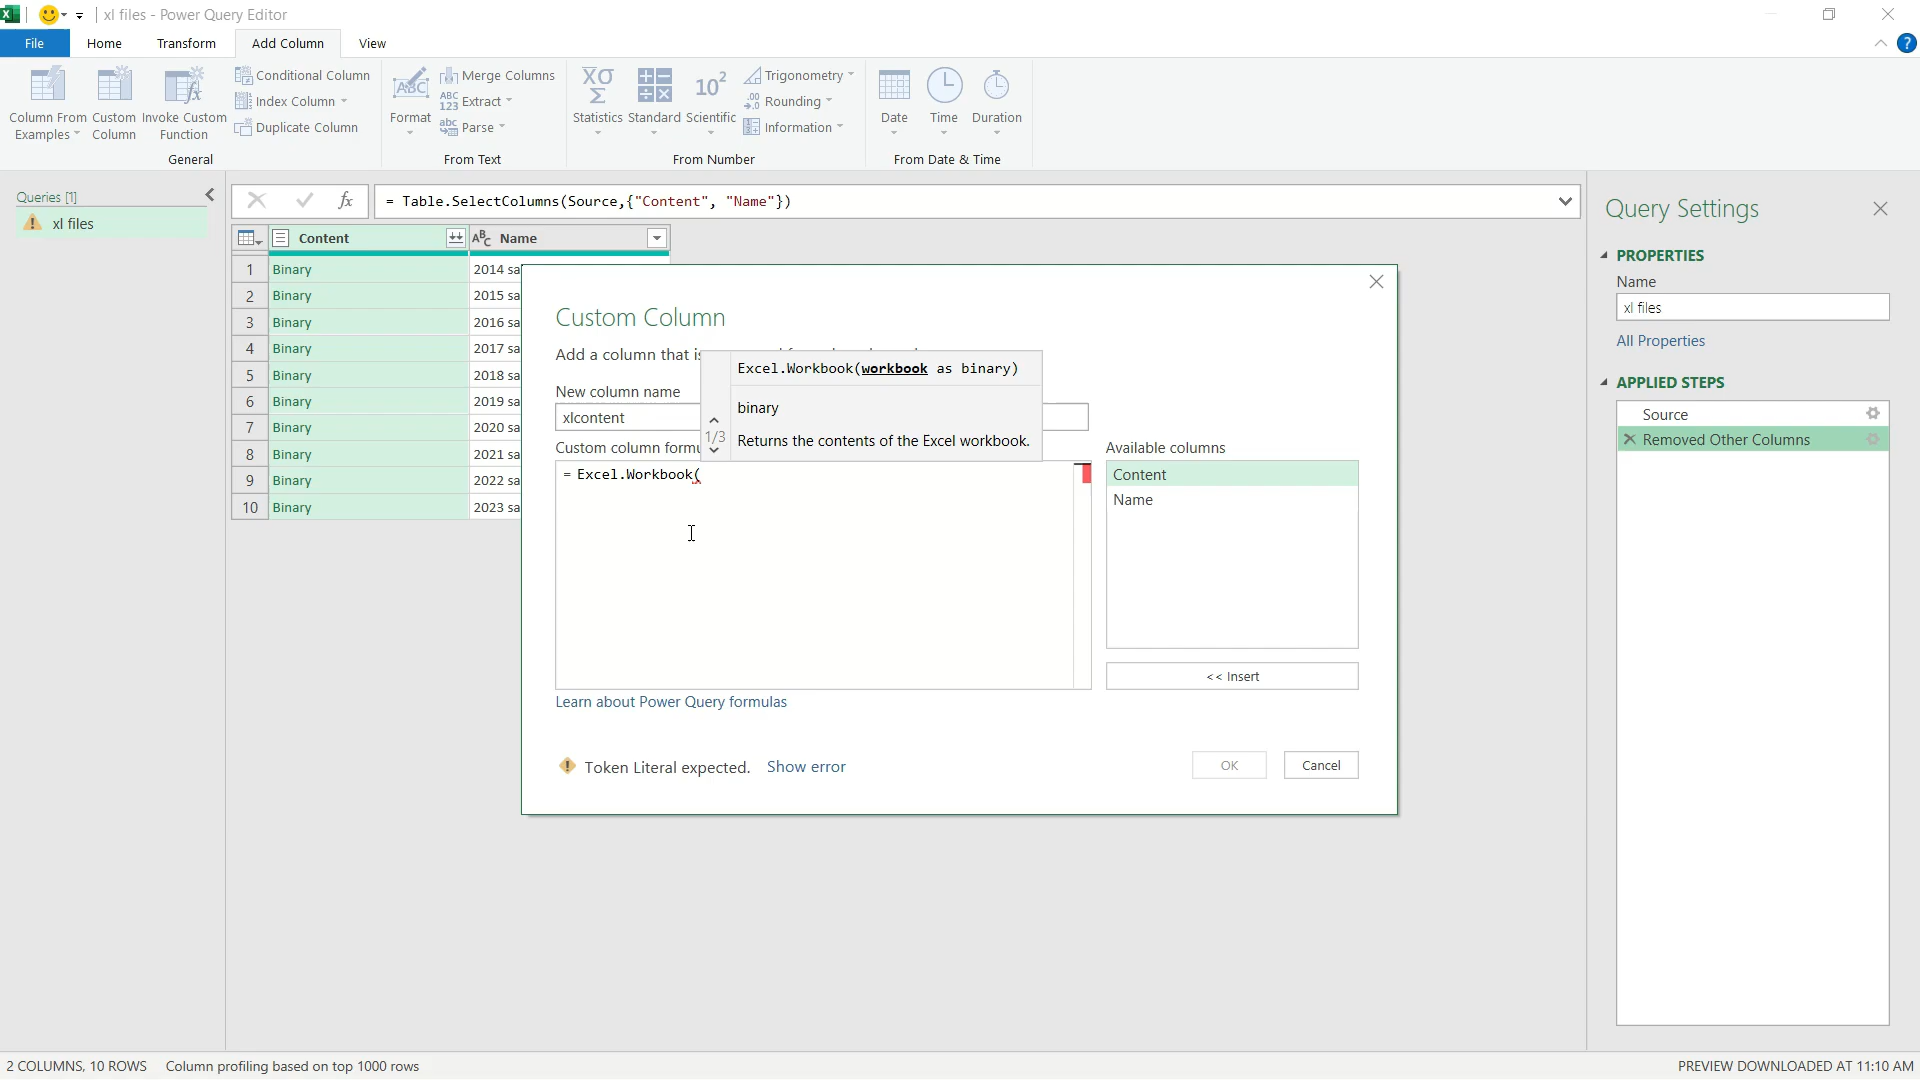 xl files - Power Query Editor
File Home Transform Add Column View
Column From Examples
Custom Column
Invoke Custom Function
Conditional Column
Index Column
Duplicate Column
General
ABC
Format
Merge Columns
ABC 123 Extract
abc Parse
From Text
XΣ
Statistics
Standard
10²
Scientific
Trigonometry
.00 Rounding
Information
From Number
Date
Time
Duration
From Date & Time
Queries [1]
xl files
fx
= Table.SelectColumns(Source,{"Content", "Name"})
Content ABC Name
1 Binary 2014 sa
2 Binary 2015 sa
3 Binary 2016 sa
4 Binary 2017 sa
5 Binary 2018 sa
6 Binary 2019 sa
7 Binary 2020 sa
8 Binary 2021 sa
9 Binary 2022 sa
10 Binary 2023 sa
Custom Column
Add a column that is
New column name
xlcontent
Custom column formu
Excel.Workbook(workbook as binary)
binary
1/3 Returns the contents of the Excel workbook.
= Excel.Workbook(
Available columns
Content
Name
<< Insert
Learn about Power Query formulas
Token Literal expected. Show error
OK Cancel
Query Settings
PROPERTIES
Name
xl files
All Properties
APPLIED STEPS
Source
Removed Other Columns
2 COLUMNS, 10 ROWS Column profiling based on top 1000 rows
PREVIEW DOWNLOADED AT 11:10 AM